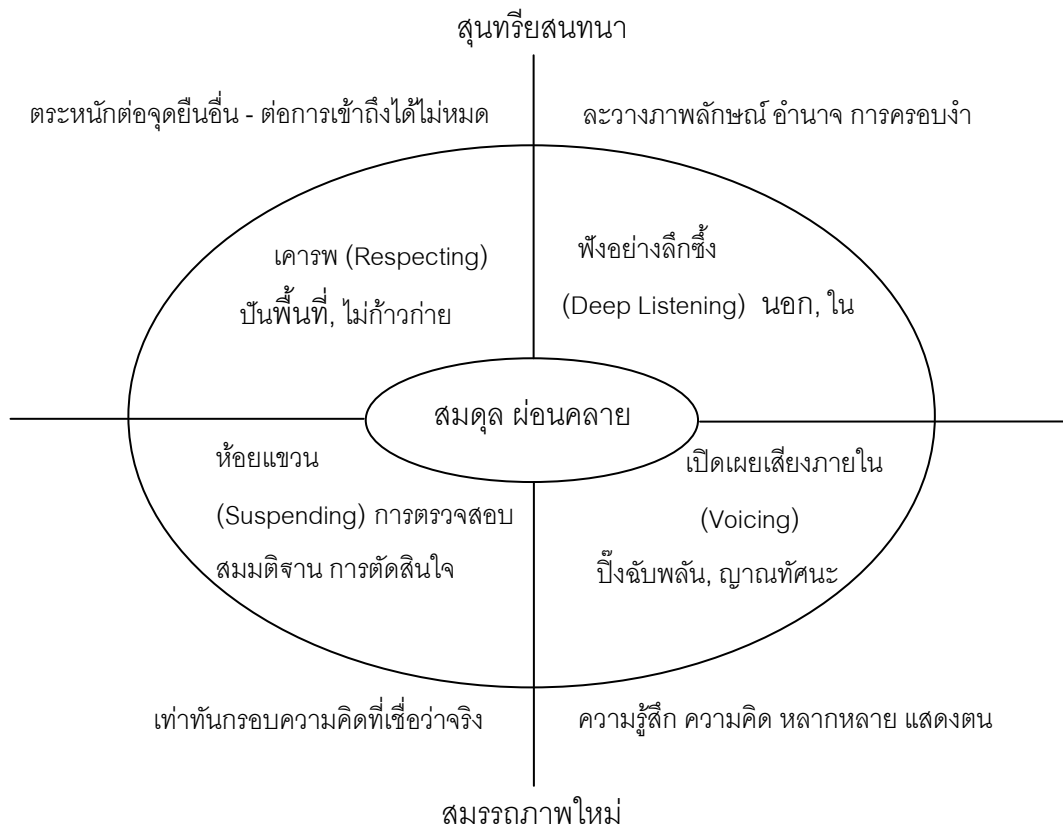 สุนทรียสนทนา
ตระหนักต่อจุดยืนอื่น - ต่อการเข้าถึงได้ไม่หมด
ละวางภาพลักษณ์ อำนาจ การครอบงำ
เคารพ (Respecting)
ปันพื้นที่, ไม่ก้าวก่าย
ฟังอย่างลึกซึ้ง
(Deep Listening) นอก, ใน
สมดุล ผ่อนคลาย
ห้อยแขวน
(Suspending) การตรวจสอบ
สมมติฐาน การตัดสินใจ
เปิดเผยเสียงภายใน
(Voicing)
ปิ๊งฉับพลัน, ญาณทัศนะ
เท่าทันกรอบความคิดที่เชื่อว่าจริง
ความรู้สึก ความคิด หลากหลาย แสดงตน
สมรรถภาพใหม่